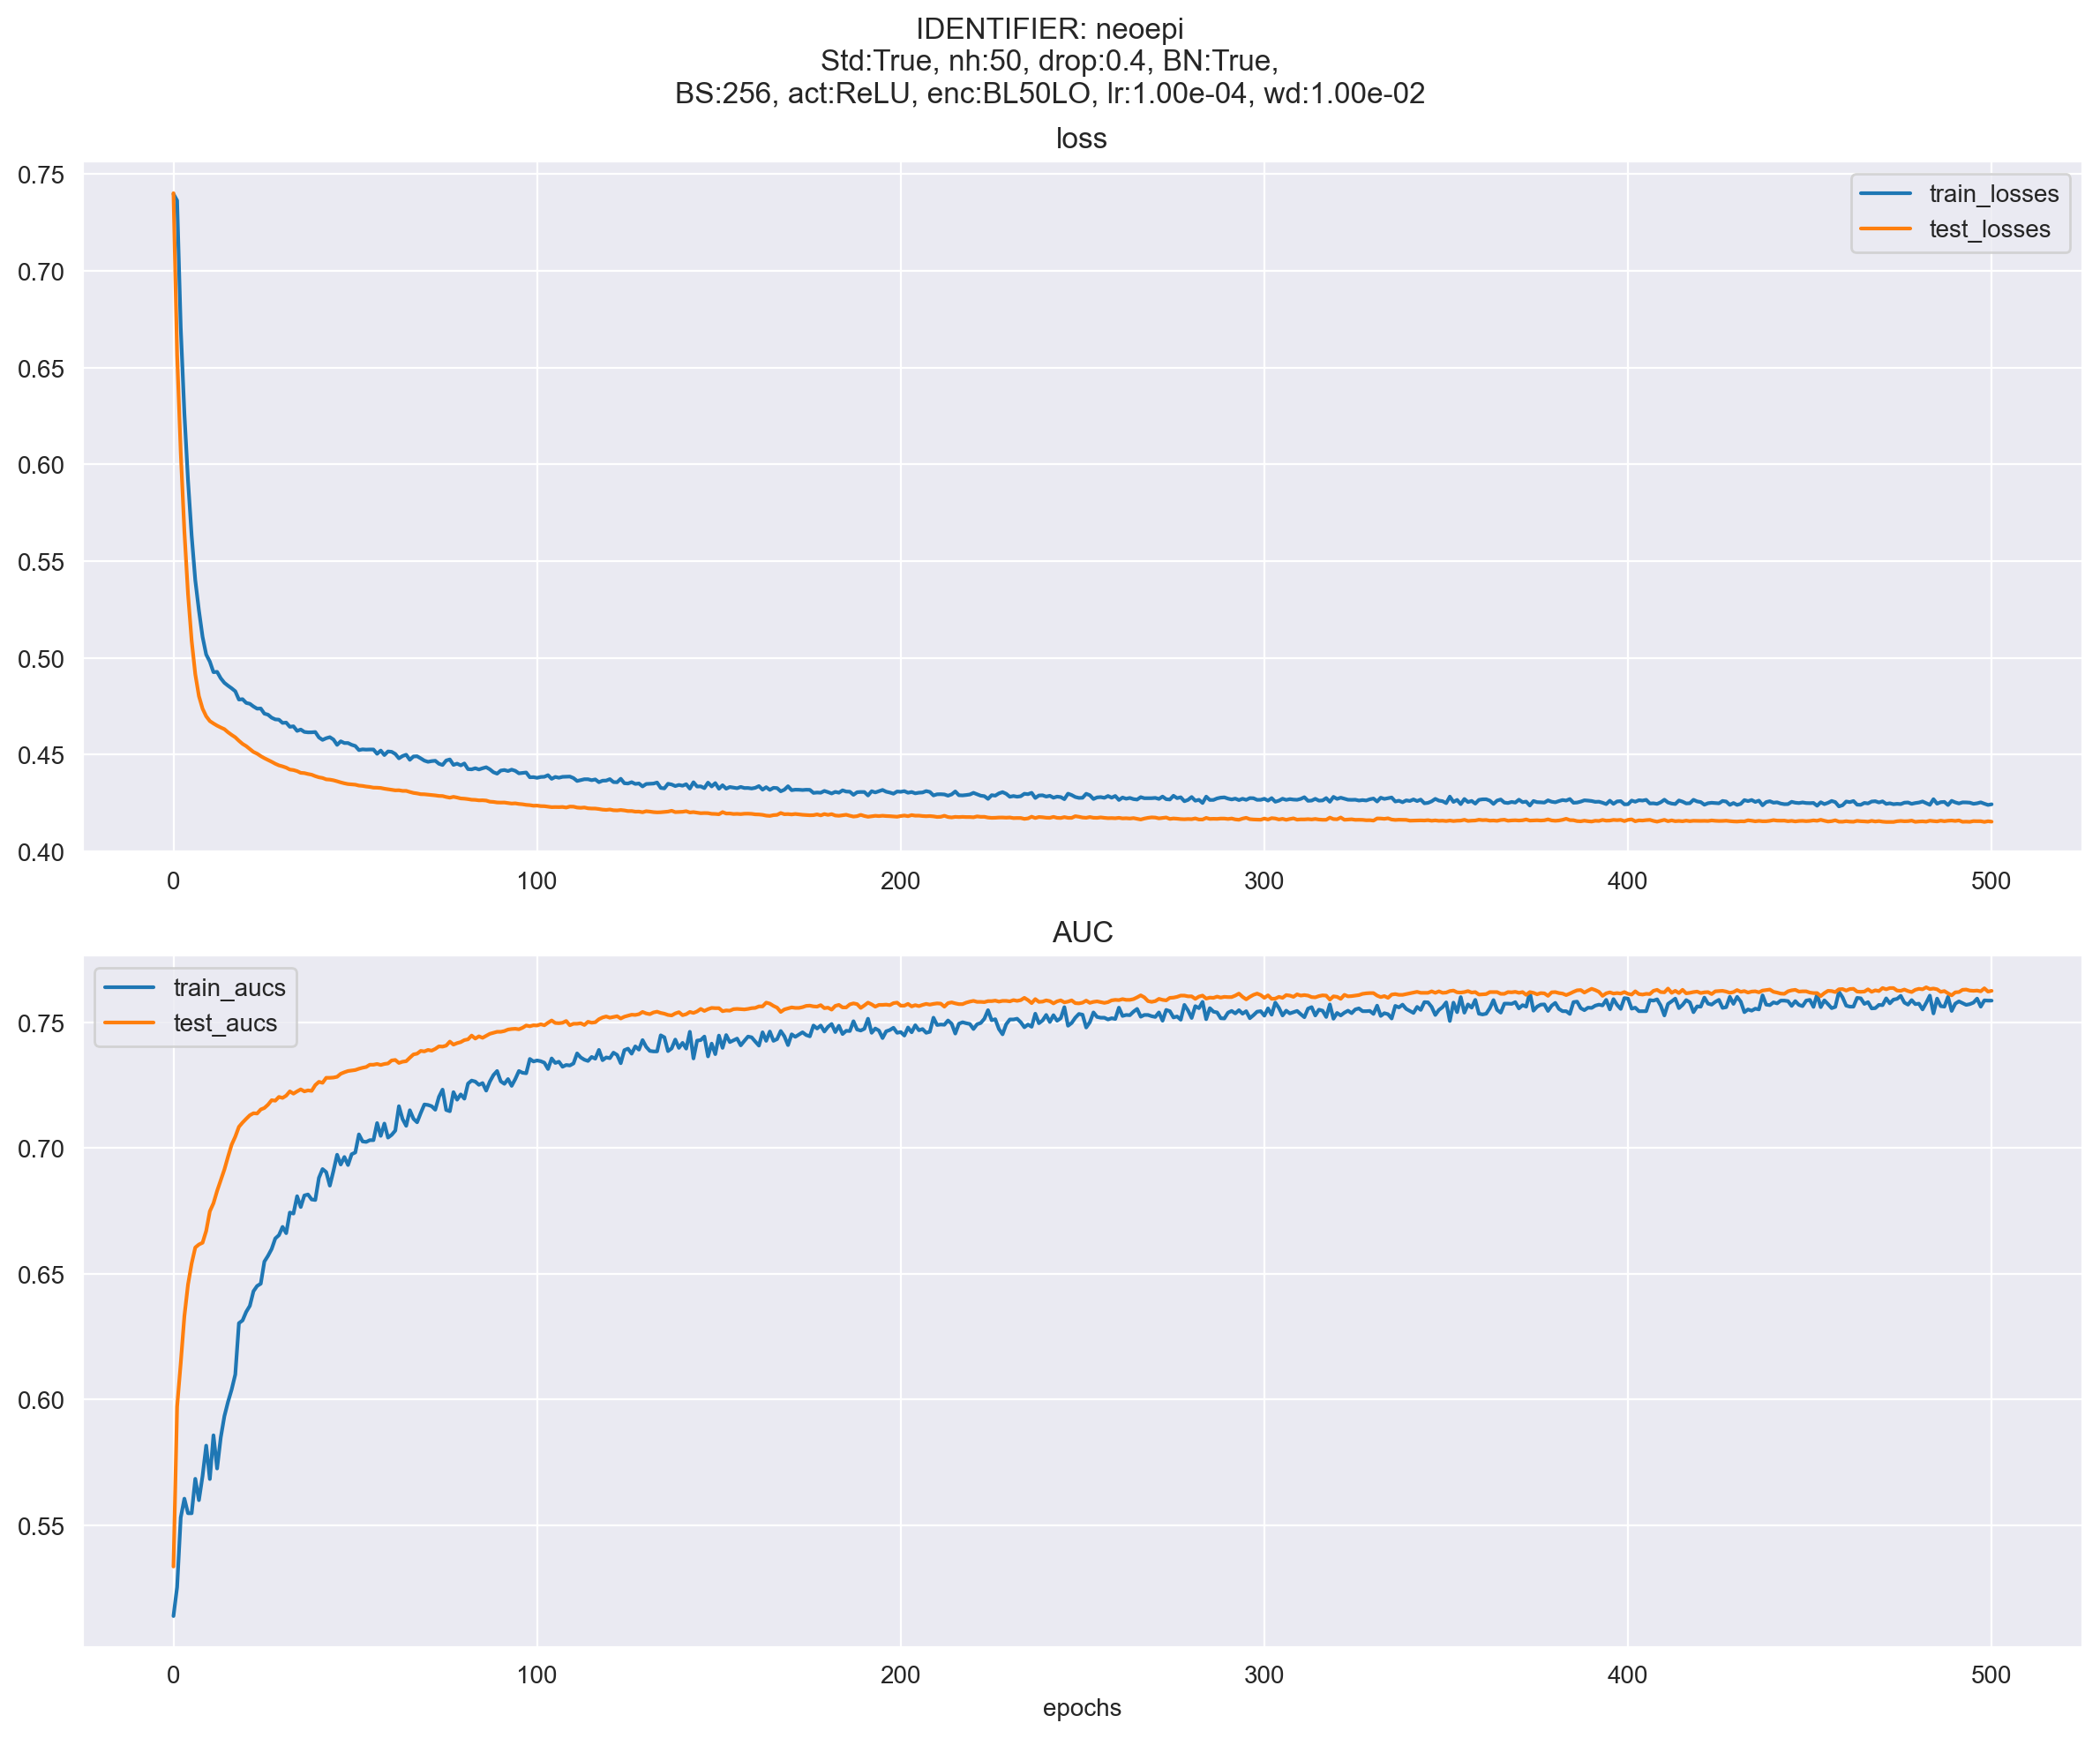 IDENTIFIER: neoepi
Std:True, nh:50, drop:0.4, BN:True,
BS:256, act:ReLU, enc:BL50LO, lr:1.00e-04, wd:1.00e-02
loss
0.75
0.70
0.65
0.60
0.55
0.50
0.45
0.40
train_losses
test_losses
0 100 200 300 400 500
AUC
train_aucs
test_aucs
0.75
0.70
0.65
0.60
0.55
0 100 200 300 400 500
epochs